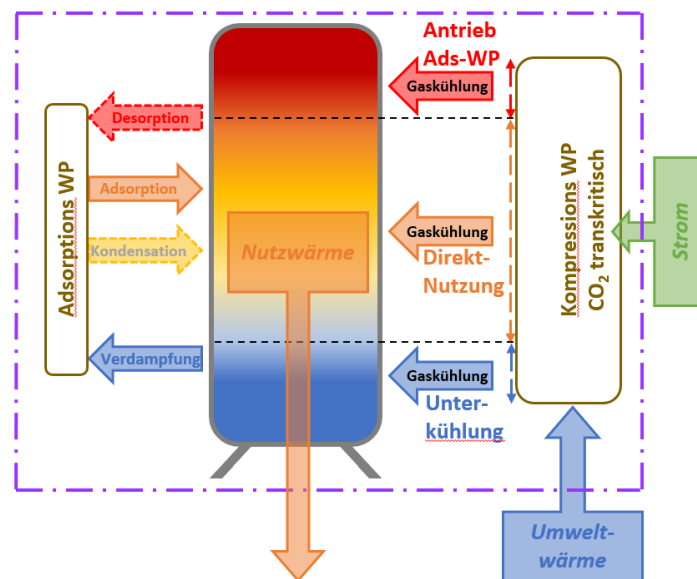 Antrieb
Ads-WP
Gaskühlung
Desorption
Adsorption
Kondensation
Verdampfung
Adsorptions WP
Nutzwärme
Gaskühlung
Direkt-
Nutzung
Gaskühlung
Unter-
kühlung
Kompressions WP
CO₂ transkritisch
Strom
Umwelt-
wärme